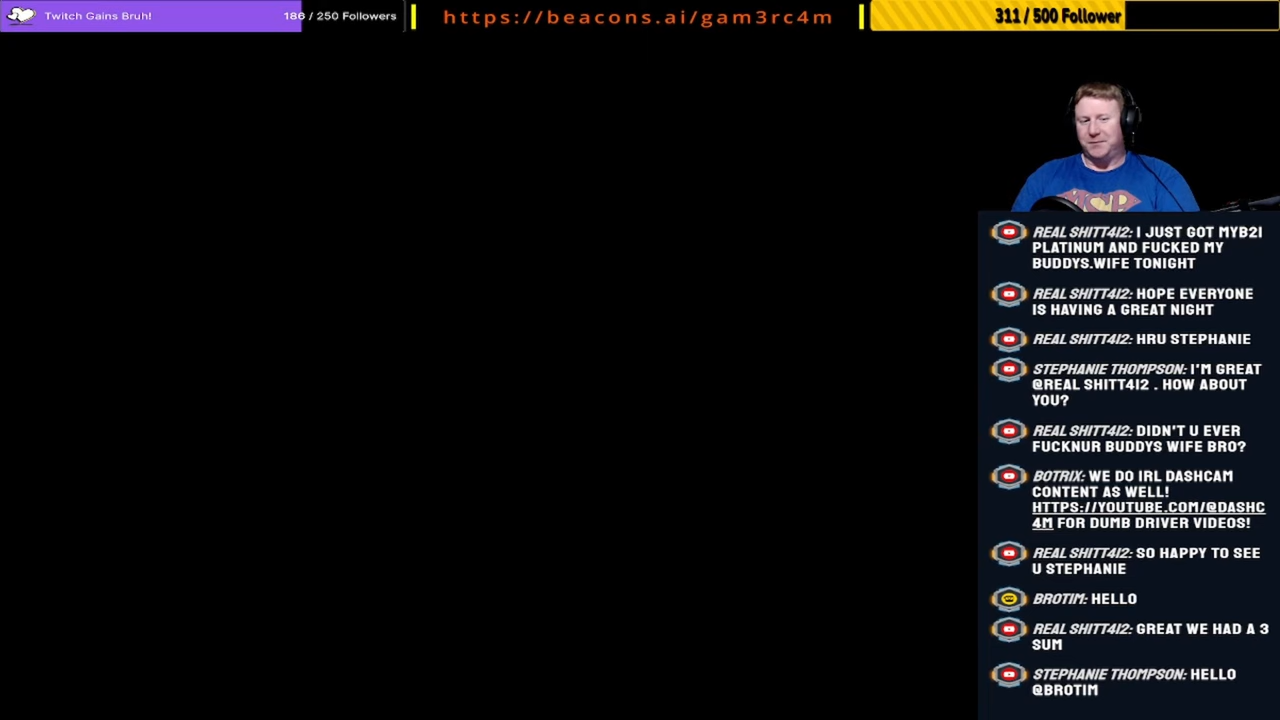 Twitch Gains Bruh!
186 / 250 Followers
https://beacons.ai/gam3rc4m
311 / 500 Follower
REAL SHITT412: I JUST GOT MYB21
PLATINUM AND FUCKED MY
BUDDYS.WIFE TONIGHT
REAL SHITT412: HOPE EVERYONE
IS HAVING A GREAT NIGHT
REAL SHITT412: HRU STEPHANIE
STEPHANIE THOMPSON: I'M GREAT
@REAL SHITT412 . HOW ABOUT
YOU?
REAL SHITT412: DIDN'T U EVER
FUCKNUR BUDDYS WIFE BRO?
BOTRIX: WE DO IRL DASHCAM
CONTENT AS WELL!
HTTPS://YOUTUBE.COM/@DASHC
4M FOR DUMB DRIVER VIDEOS!
REAL SHITT412: SO HAPPY TO SEE
U STEPHANIE
BROTIM: HELLO
REAL SHITT412: GREAT WE HAD A 3
SUM
STEPHANIE THOMPSON: HELLO
@BROTIM